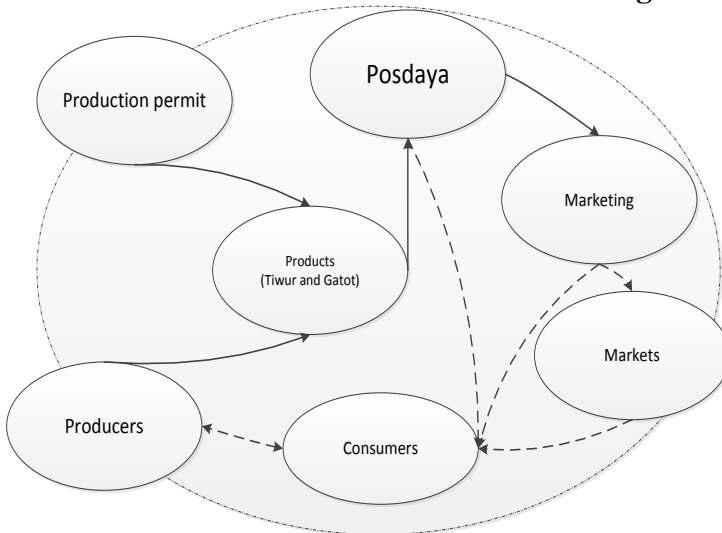 g
Posdaya
Production permit
Marketing
Products
(Tiwur and Gatot)
Markets
Producers
Consumers